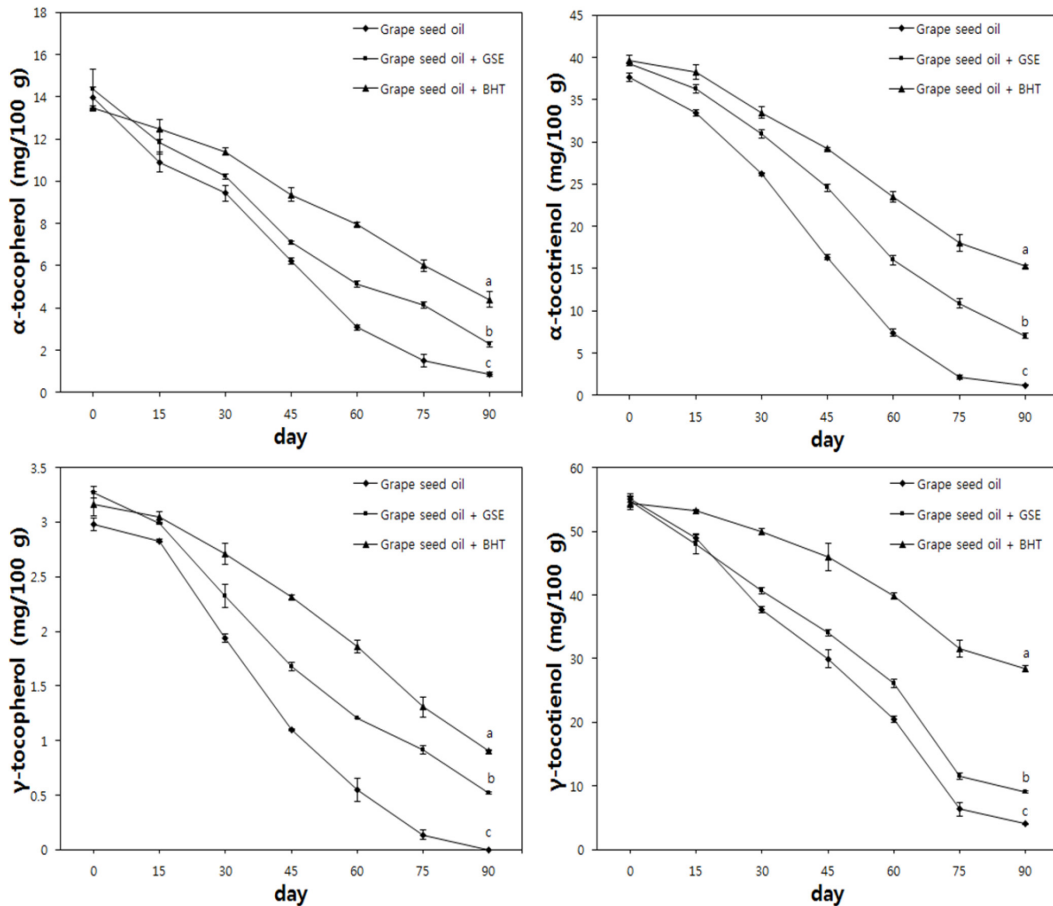 18
16
14
12
10
8
6
4
2
0
α-tocopherol (mg/100 g)
Grape seed oil
Grape seed oil + GSE
Grape seed oil + BHT
a
b
c
0 15 30 45 60 75 90
day
45
40
35
30
25
20
15
10
5
0
α-tocotrienol (mg/100 g)
Grape seed oil
Grape seed oil + GSE
Grape seed oil + BHT
a
b
c
0 15 30 45 60 75 90
day
3.5
3
2.5
2
1.5
1
0.5
0
γ-tocopherol (mg/100 g)
Grape seed oil
Grape seed oil + GSE
Grape seed oil + BHT
a
b
c
0 15 30 45 60 75 90
day
60
50
40
30
20
10
0
γ-tocotienol (mg/100 g)
Grape seed oil
Grape seed oil + GSE
Grape seed oil + BHT
a
b
c
0 15 30 45 60 75 90
day